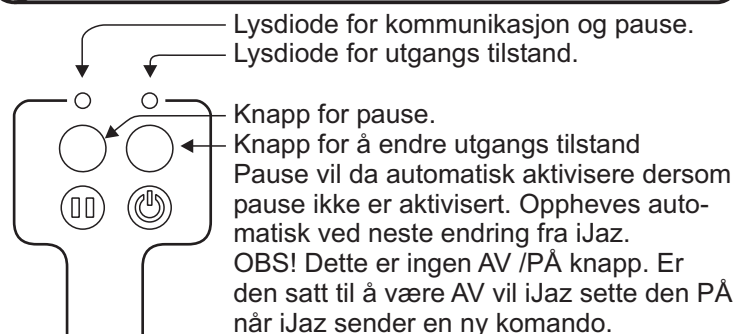 Lysdiode for kommunikasjon og pause.
Lysdiode for utgangs tilstand.
Knapp for pause.
Knapp for å endre utgangs tilstand
Pause vil da automatisk aktivisere dersom
pause ikke er aktivisert. Oppheves auto-
matisk ved neste endring fra iJaz.
OBS! Dette er ingen AV /PÅ knapp. Er
den satt til å være AV vil iJaz sette den PÅ
når iJaz sender en ny komando.